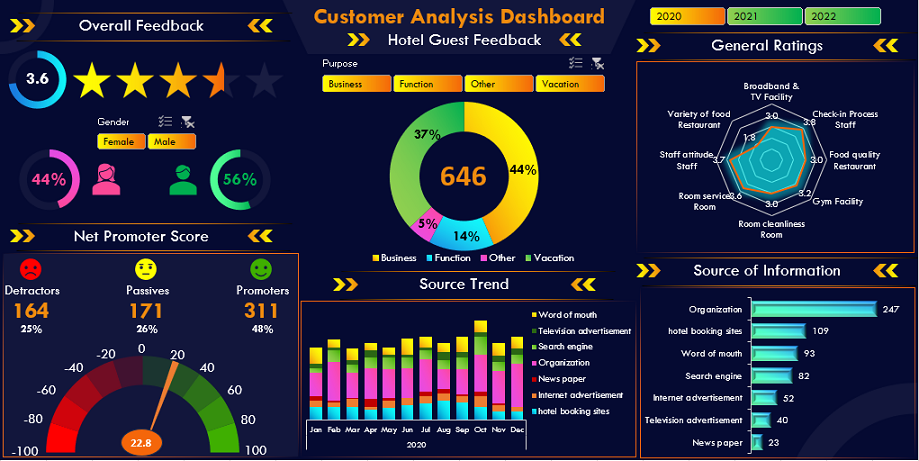 Customer Analysis Dashboard
Hotel Guest Feedback
2020
2021
2022
Overall Feedback
3.6
Gender
Female
Male
44%
56%
Net Promoter Score
Detractors
164
25%
Passives
171
26%
Promoters
311
48%
-100
-80
-60
-40
-20
0
20
40
60
80
100
22.8
Purpose
Business
Function
Other
Vacation
37%
44%
5%
14%
646
Business
Function
Other
Vacation
Source Trend
Word of mouth
Television advertisement
Search engine
Organization
News paper
Internet advertisement
hotel booking sites
Jan Feb Mar Apr May Jun Jul Aug Sep Oct Nov Dec
2020
General Ratings
Broadband &
TV Facility
3.0
Check-in Process
Staff
3.8
Food quality
Restaurant
3.0
Gym Facility
3.2
Room cleanliness
Room
3.0
Room service
Room
3.6
Staff attitude
Staff
3.7
Variety of food
Restaurant
1.8
Source of Information
Organization 247
hotel booking sites 109
Word of mouth 93
Search engine 82
Internet advertisement 52
Television advertisement 40
News paper 23